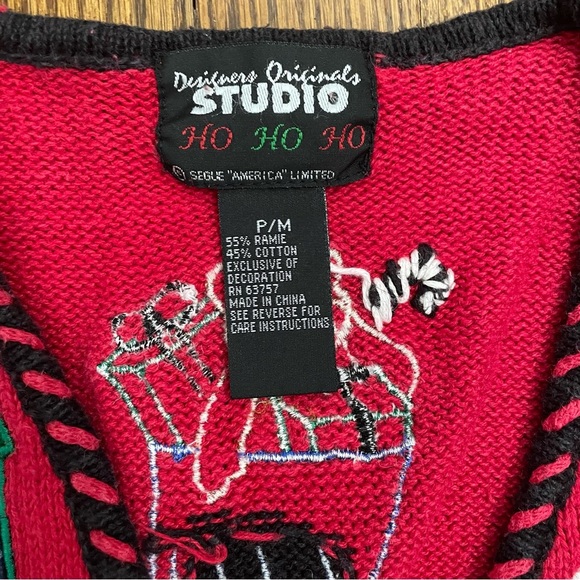 Designers Originals
STUDIO
HO HO HO
© SEGUE "AMERICA" LIMITED
P/M
55% RAMIE
45% COTTON
EXCLUSIVE OF
DECORATION
RN 63757
MADE IN CHINA
SEE REVERSE FOR
CARE INSTRUCTIONS